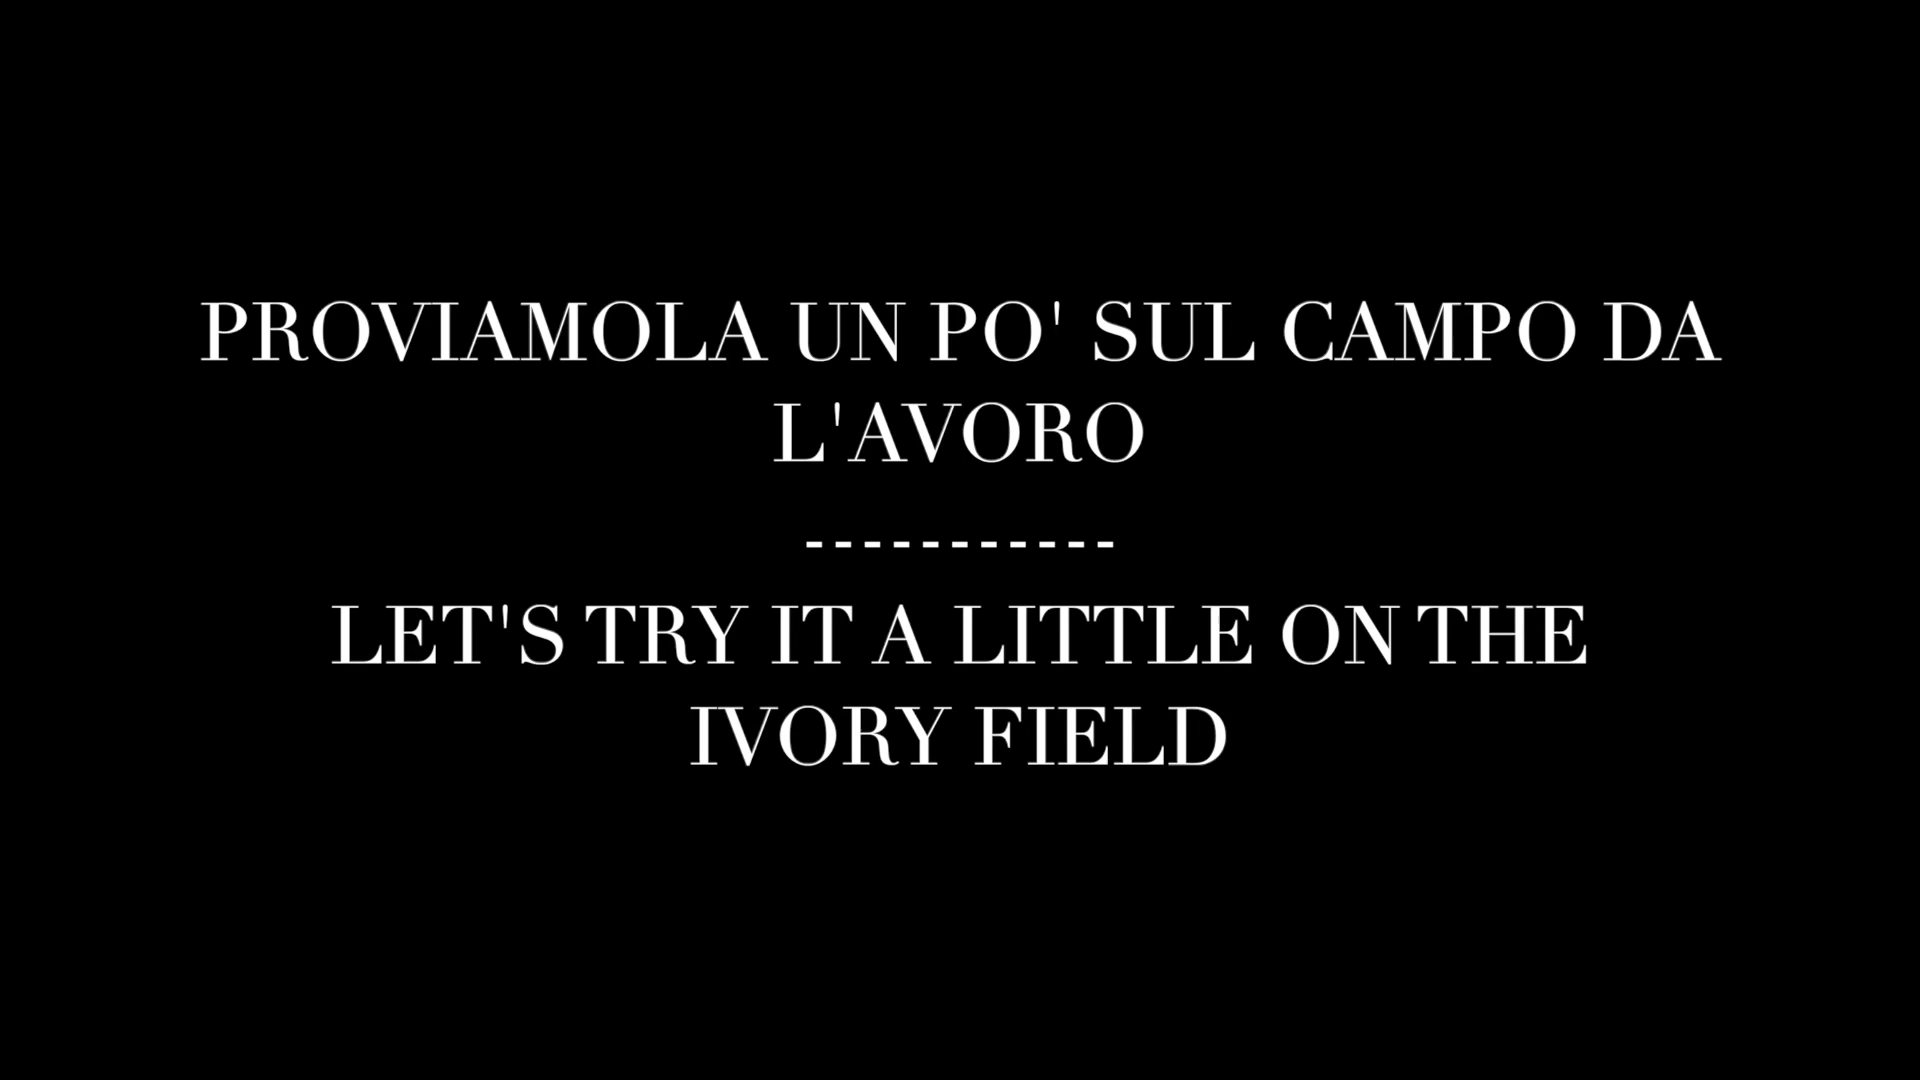 PROVIAMOLA UN PO' SUL CAMPO DA
L'AVORO
-----------
LET'S TRY IT A LITTLE ON THE
IVORY FIELD